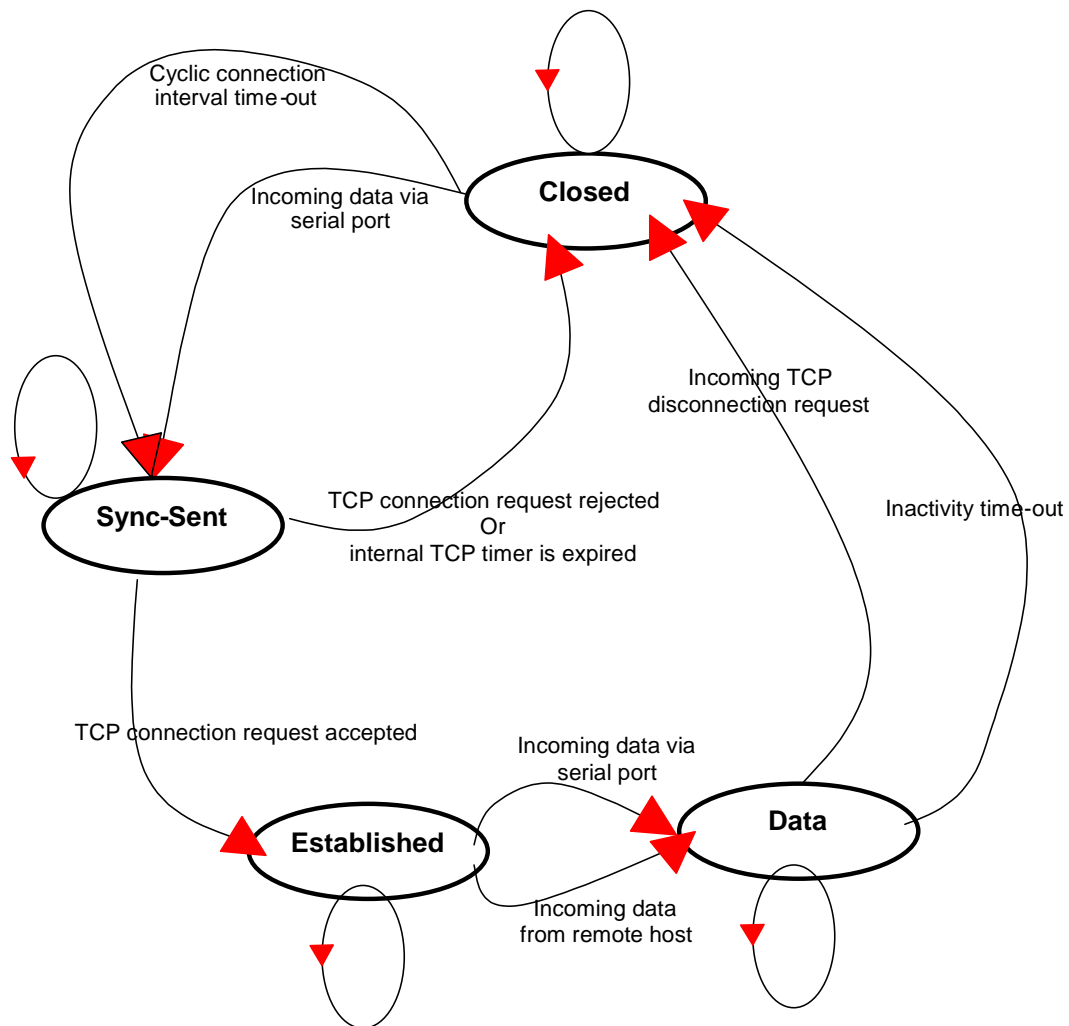 Cyclic connection
interval time-out
Closed
Incoming data via
serial port
Incoming TCP
disconnection request
Sync-Sent
TCP connection request rejected
Or
internal TCP timer is expired
Inactivity time-out
TCP connection request accepted
Incoming data via
serial port
Established
Data
Incoming data
from remote host